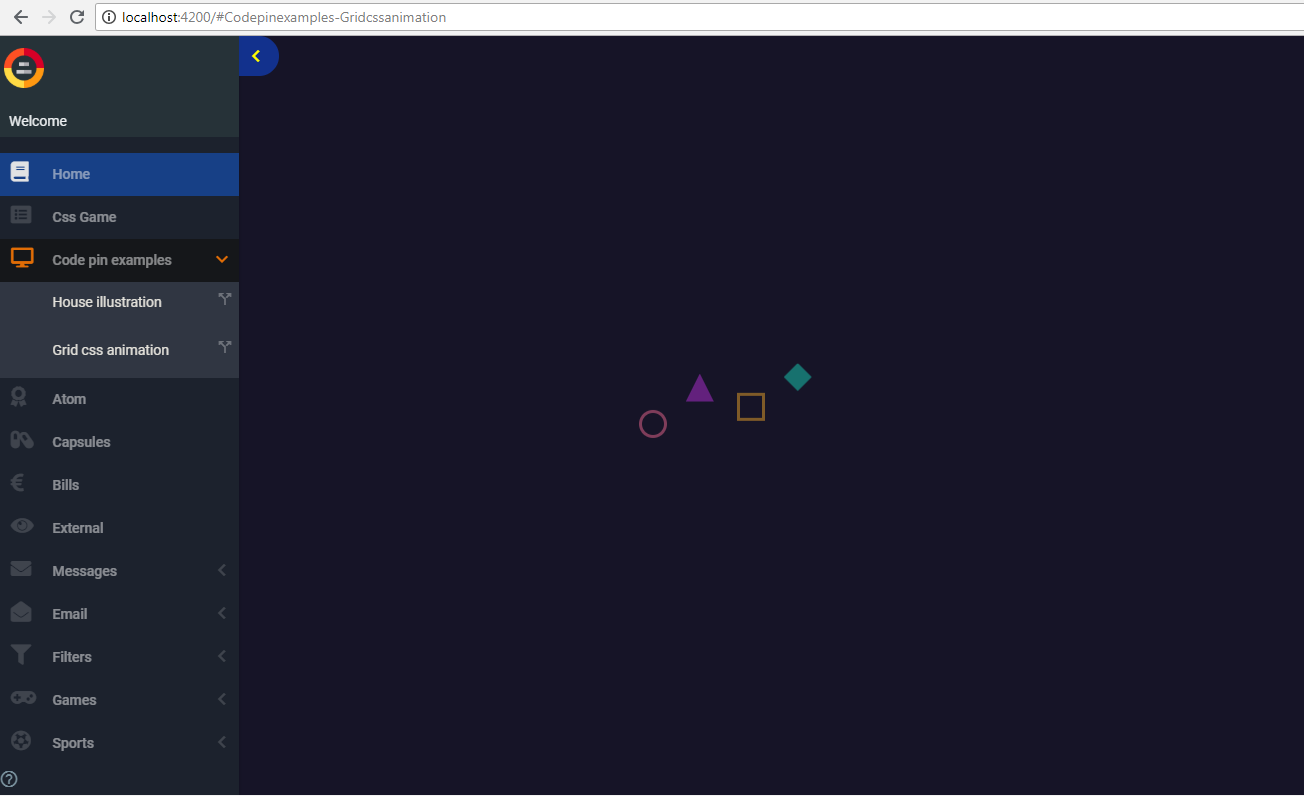 localhost:4200/#Codepinexamples-Gridcssanimation
Welcome
Home
Css Game
Code pin examples
House illustration
Grid css animation
Atom
Capsules
Bills
External
Messages
Email
Filters
Games
Sports